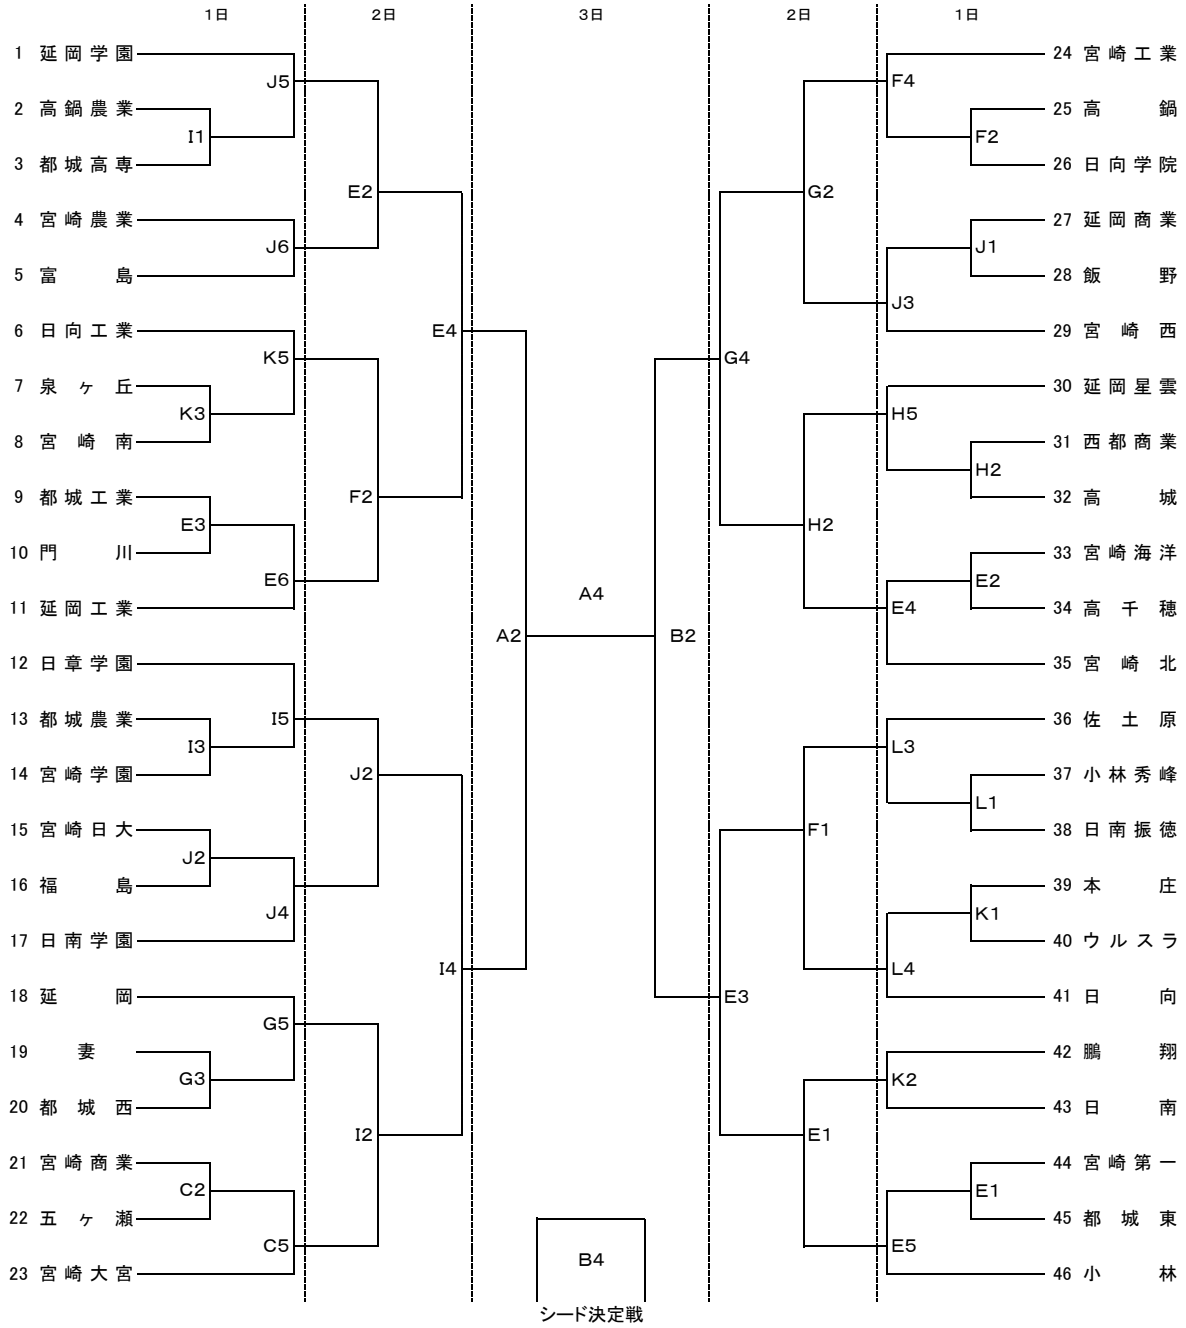 1日 2日 3日 2日 1日
1 延岡学園
J5
2 高鍋農業
I1
3 都城高専
E2
4 宮崎農業
J6
5 富島
6 日向工業
E4
K5
7 泉ヶ丘
K3
8 宮崎南
9 都城工業
F2
E3
10 門川
E6
11 延岡工業
12 日章学園
13 都城農業
I5
I3
14 宮崎学園
J2
15 宮崎日大
J2
16 福島
J4
17 日南学園
I4
18 延岡
G5
19 妻
G3
20 都城西
I2
21 宮崎商業
C2
22 五ヶ瀬
C5
23 宮崎大宮
A2
A4
B2
B4
シード決定戦
24 宮崎工業
F4
25 高鍋
F2
26 日向学院
G2
27 延岡商業
J1
28 飯野
J3
29 宮崎西
G4
30 延岡星雲
H5
31 西都商業
H2
32 高城
H2
33 宮崎海洋
E2
34 高千穂
E4
35 宮崎北
36 佐土原
L3
37 小林秀峰
L1
38 日南振徳
F1
39 本庄
K1
40 ウルスラ
L4
41 日向
E3
42 鵬翔
K2
43 日南
E1
44 宮崎第一
E1
45 都城東
E5
46 小林